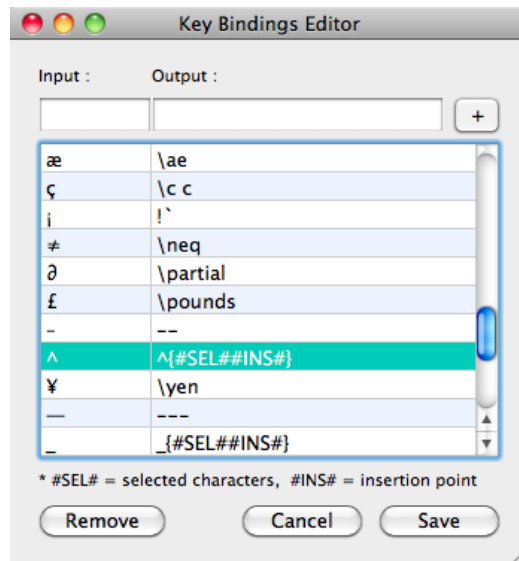 Key Bindings Editor
Input : Output :
+
æ \ae
ç \c c
¡ !`
≠ \neq
∂ \partial
£ \pounds
– --
^ ^{#SEL##INS#}
¥ \yen
— ---
_ _{#SEL##INS#}
* #SEL# = selected characters, #INS# = insertion point
Remove Cancel Save